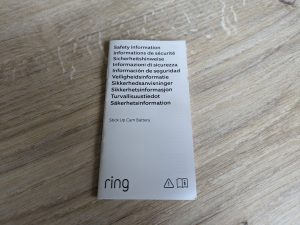 Safety information
Informations de sécurité
Sicherheitshinweise
Informazioni di sicurezza
Información de seguridad
Veiligheidsinformatie
Sikkerhedsanvisninger
Sikkerhetsinformasjon
Turvallisuustiedot
Säkerhetsinformation
Stick Up Cam Battery
ring